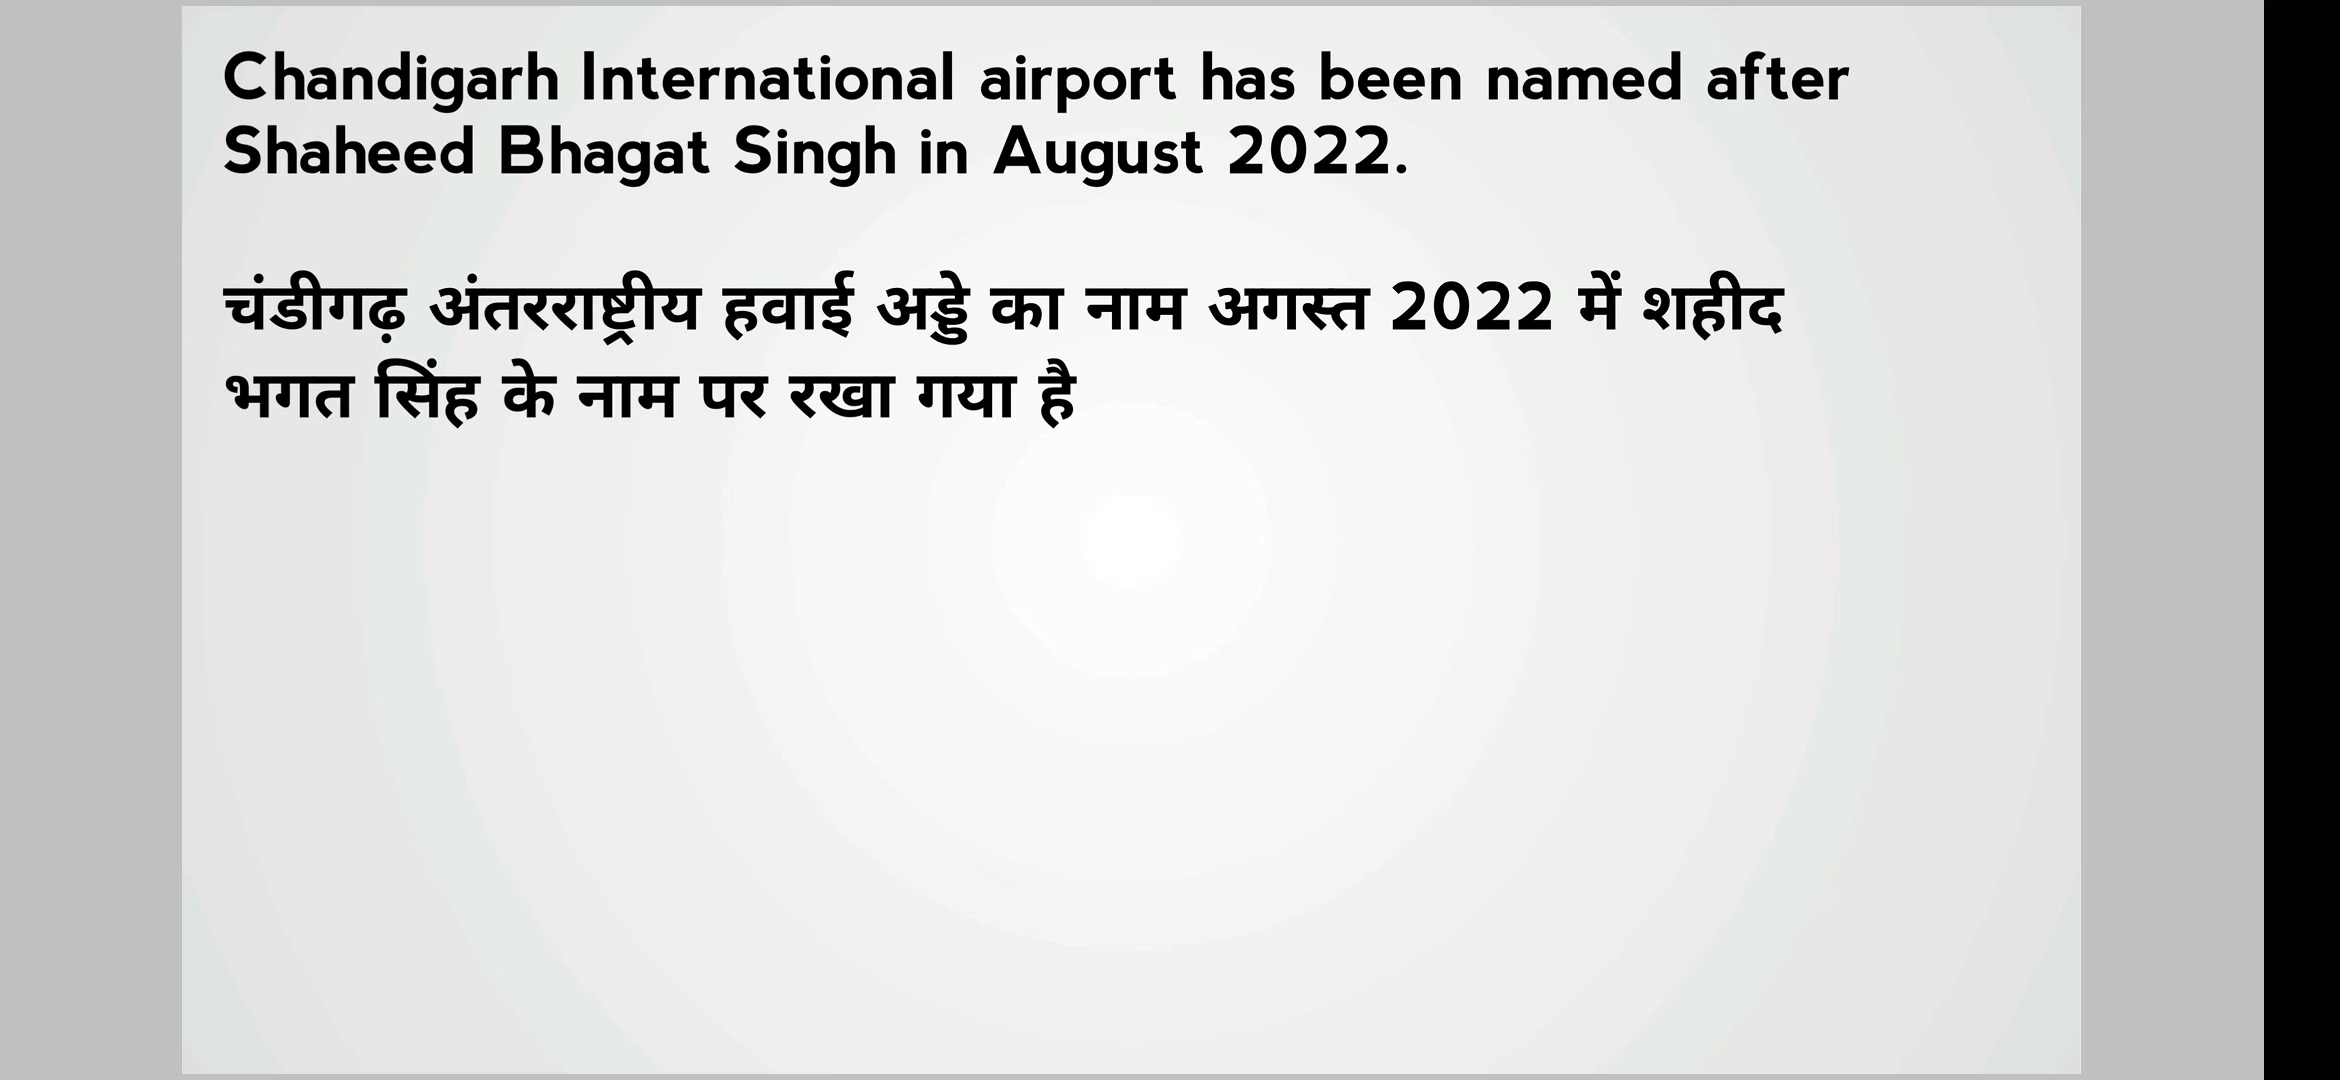 Chandigarh International airport has been named after
Shaheed Bhagat Singh in August 2022.
चंडीगढ़ अंतरराष्ट्रीय हवाई अड्डे का नाम अगस्त 2022 में शहीद
भगत सिंह के नाम पर रखा गया है